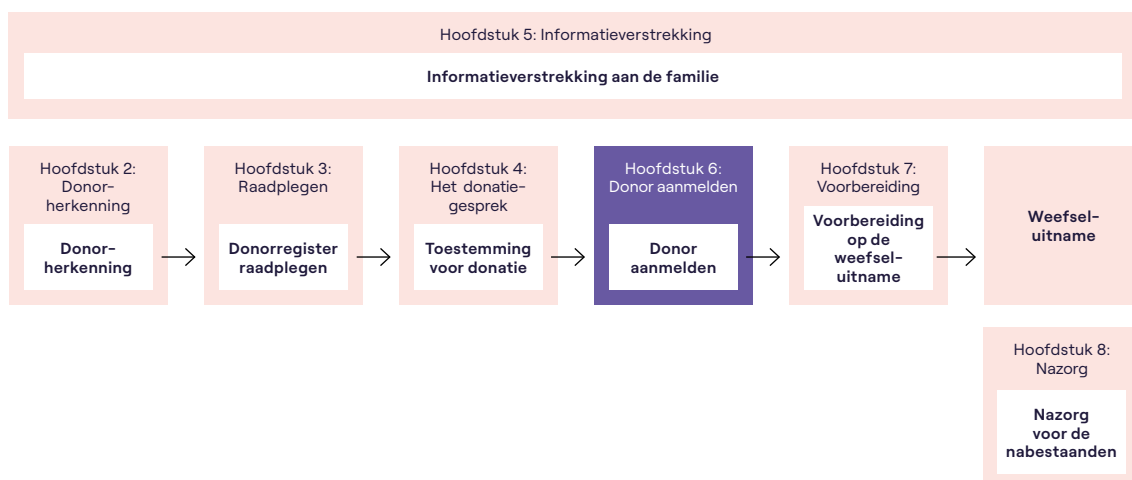 Hoofdstuk 5: Informatieverstrekking
Informatieverstrekking aan de familie
Hoofdstuk 2:
Donor-
herkenning
Donor-
herkenning
Hoofdstuk 3:
Raadplegen
Donorregister
raadplegen
Hoofdstuk 4:
Het donatie-
gesprek
Toestemming
voor donatie
Hoofdstuk 6:
Donor aanmelden
Donor
aanmelden
Hoofdstuk 7:
Voorbereiding
Voorbereiding
op de
weefsel-
uitname
Weefsel-
uitname
Hoofdstuk 8:
Nazorg
Nazorg
voor de
nabestaanden